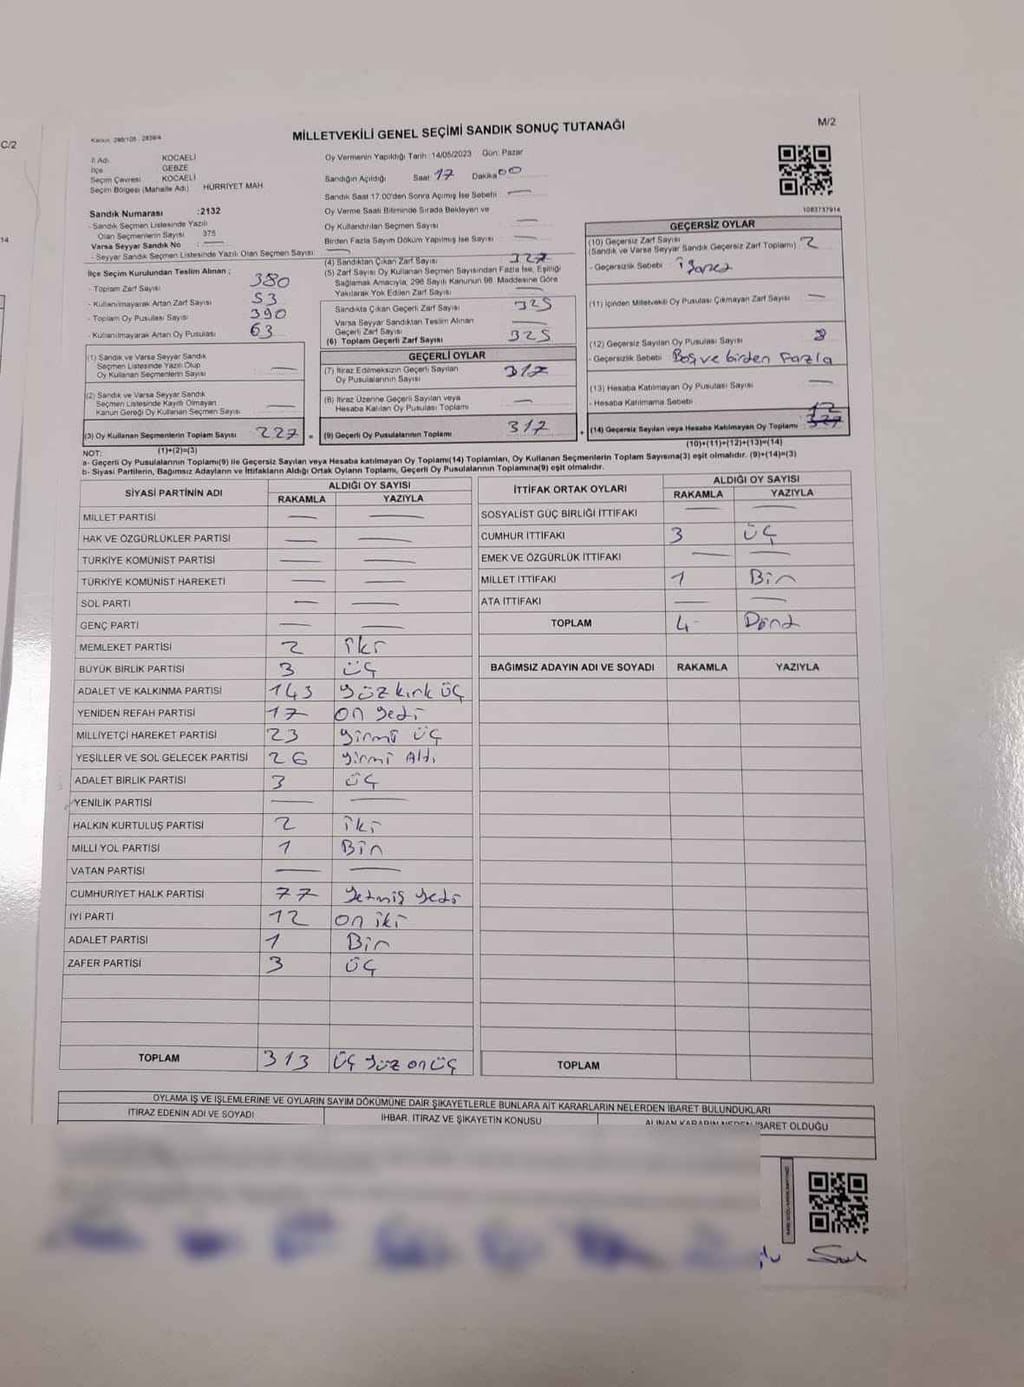 C/2
14
Kanun: 298/105 - 2839/4
MİLLETVEKİLİ GENEL SEÇİMİ SANDIK SONUÇ TUTANAĞI
M/2
İl Adı KOCAELİ
İlçe GEBZE
Seçim Çevresi KOCAELİ
Seçim Bölgesi (Mahalle Adı) HÜRRİYET MAH.
Oy Vermenin Yapıldığı Tarih: 14/05/2023 Gün: Pazar
Sandığın Açıldığı Saat 17 Dakika 00
Sandık Saat 17.00'den Sonra Açılmış İse Sebebi —
Oy Verme Saati Bitiminde Sırada Bekleyen ve
Oy Kullandırılan Seçmen Sayısı —
Birden Fazla Sayım Döküm Yapılmış İse Sayısı —
1083737914
Sandık Numarası :2132
- Sandık Seçmen Listesinde Yazılı
Olan Seçmenlerin Sayısı 375
Varsa Seyyar Sandık No : —
- Seyyar Sandık Seçmen Listesinde Yazılı Olan Seçmen Sayısı: —
İlçe Seçim Kurulundan Teslim Alınan ;
- Toplam Zarf Sayısı 380
- Kullanılmayarak Artan Zarf Sayısı 53
- Toplam Oy Pusulası Sayısı 390
- Kullanılmayarak Artan Oy Pusulası 63
(1) Sandık ve Varsa Seyyar Sandık
Seçmen Listesinde Yazılı Olup
Oy Kullanan Seçmenlerin Sayısı —
(2) Sandık ve Varsa Seyyar Sandık
Seçmen Listesinde Kayıtlı Olmayan
Kanun Gereği Oy Kullanan Seçmen Sayısı —
(3) Oy Kullanan Seçmenlerin Toplam Sayısı 227 =
(1)+(2)=(3)
(4) Sandıktan Çıkan Zarf Sayısı 327
(5) Zarf Sayısı Oy Kullanan Seçmen Sayısından Fazla İse, Eşitliği
Sağlamak Amacıyla, 298 Sayılı Kanunun 98. Maddesine Göre
Yakılarak Yok Edilen Zarf Sayısı —
Sandıkta Çıkan Geçerli Zarf Sayısı 325
Varsa Seyyar Sandıktan Teslim Alınan
Geçerli Zarf Sayısı —
(6) Toplam Geçerli Zarf Sayısı 325
GEÇERLİ OYLAR
(7) İtiraz Edilmeksizin Geçerli Sayılan
Oy Pusulalarının Sayısı 317
(8) İtiraz Üzerine Geçerli Sayılan veya
Hesaba Katılan Oy Pusulası Toplamı —
(9) Geçerli Oy Pusulalarının Toplamı 317 +
GEÇERSİZ OYLAR
(10) Geçersiz Zarf Sayısı
(Sandık ve Varsa Seyyar Sandık Geçersiz Zarf Toplamı) 2
- Geçersizlik Sebebi İşaret
(11) İçinden Milletvekili Oy Pusulası Çıkmayan Zarf Sayısı —
(12) Geçersiz Sayılan Oy Pusulası Sayısı 8
- Geçersizlik Sebebi Boş ve birden fazla
(13) Hesaba Katılmayan Oy Pusulası Sayısı —
- Hesaba Katılmama Sebebi
12
(14) Geçersiz Sayılan veya Hesaba Katılmayan Oy Toplamı : 327
(10)+(11)+(12)+(13)=(14)
NOT:
a- Geçerli Oy Pusulalarının Toplamı(9) ile Geçersiz Sayılan veya Hesaba Katılmayan Oy Toplamı(14) Toplamları, Oy Kullanan Seçmenlerin Toplam Sayısına(3) eşit olmalıdır. (9)+(14)=(3)
b- Siyasi Partilerin, Bağımsız Adayların ve İttifakların Aldığı Ortak Oyların Toplamı, Geçerli Oy Pusulalarının Toplamına(9) eşit olmalıdır.
SİYASİ PARTİNİN ADI ALDIĞI OY SAYISI
RAKAMLA YAZIYLA
MİLLET PARTİSİ — —
HAK VE ÖZGÜRLÜKLER PARTİSİ — —
TÜRKİYE KOMÜNİST PARTİSİ — —
TÜRKİYE KOMÜNİST HAREKETİ — —
SOL PARTİ — —
GENÇ PARTİ — —
MEMLEKET PARTİSİ 2 İki
BÜYÜK BİRLİK PARTİSİ 3 ÜÇ
ADALET VE KALKINMA PARTİSİ 143 Yüz kırk ÜÇ
YENİDEN REFAH PARTİSİ 17 on yedi
MİLLİYETÇİ HAREKET PARTİSİ 23 yirmi ÜÇ
YEŞİLLER VE SOL GELECEK PARTİSİ 26 yirmi Altı
ADALET BİRLİK PARTİSİ 3 ÜÇ
YENİLİK PARTİSİ — —
HALKIN KURTULUŞ PARTİSİ 2 İki
MİLLİ YOL PARTİSİ 1 Bir
VATAN PARTİSİ — —
CUMHURİYET HALK PARTİSİ 77 Yetmiş yedi
İYİ PARTİ 12 on iki
ADALET PARTİSİ 1 Bir
ZAFER PARTİSİ 3 ÜÇ
TOPLAM 313 ÜÇ yüz on üç
İTTİFAK ORTAK OYLARI ALDIĞI OY SAYISI
RAKAMLA YAZIYLA
SOSYALİST GÜÇ BİRLİĞİ İTTİFAKI — —
CUMHUR İTTİFAKI 3 ÜÇ
EMEK VE ÖZGÜRLÜK İTTİFAKI — —
MİLLET İTTİFAKI 1 Bir
ATA İTTİFAKI — —
TOPLAM 4 Dört
BAĞIMSIZ ADAYIN ADI VE SOYADI RAKAMLA YAZIYLA
TOPLAM
OYLAMA İŞ VE İŞLEMLERİNE VE OYLARIN SAYIM DÖKÜMÜNE DAİR ŞİKAYETLERLE BUNLARA AİT KARARLARIN NELERDEN İBARET BULUNDUKLARI
İTİRAZ EDENİN ADI VE SOYADI İHBAR, İTİRAZ VE ŞİKAYETİN KONUSU ALINAN KARARIN NEDEN İBARET OLDUĞU